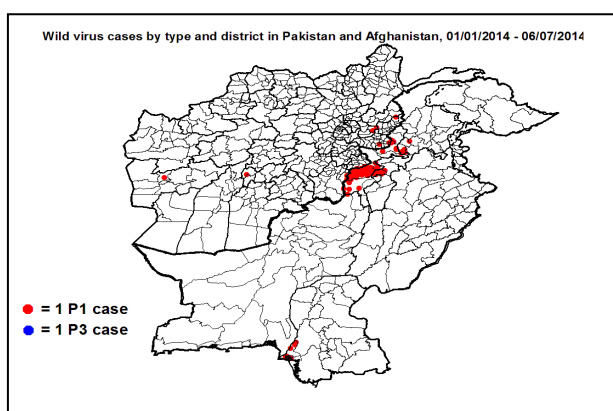 Wild virus cases by type and district in Pakistan and Afghanistan, 01/01/2014 - 06/07/2014
= 1 P1 case
= 1 P3 case